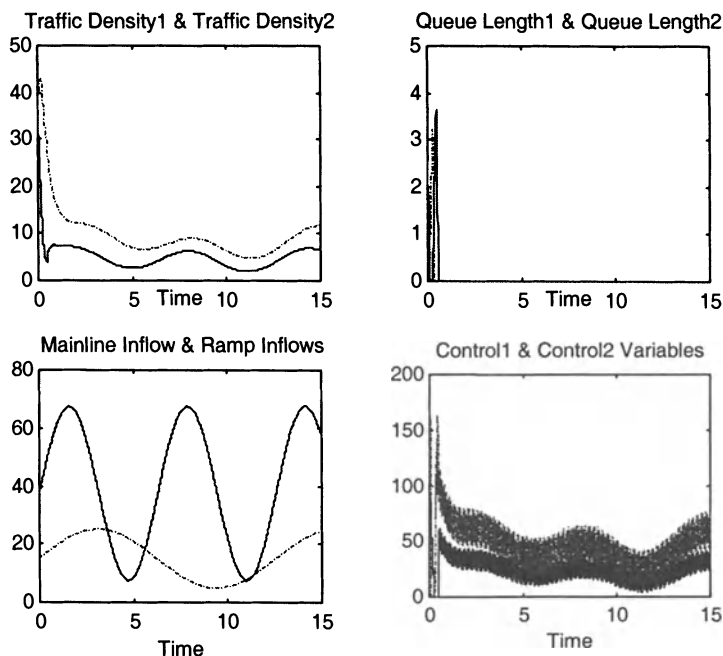 Traffic Density1 & Traffic Density2
50
40
30
20
10
0
0 5 10 15
Time
Queue Length1 & Queue Length2
5
4
3
2
1
0
0 5 10 15
Time
Mainline Inflow & Ramp Inflows
80
60
40
20
0
0 5 10 15
Time
Control1 & Control2 Variables
200
150
100
50
0
0 5 10 15
Time